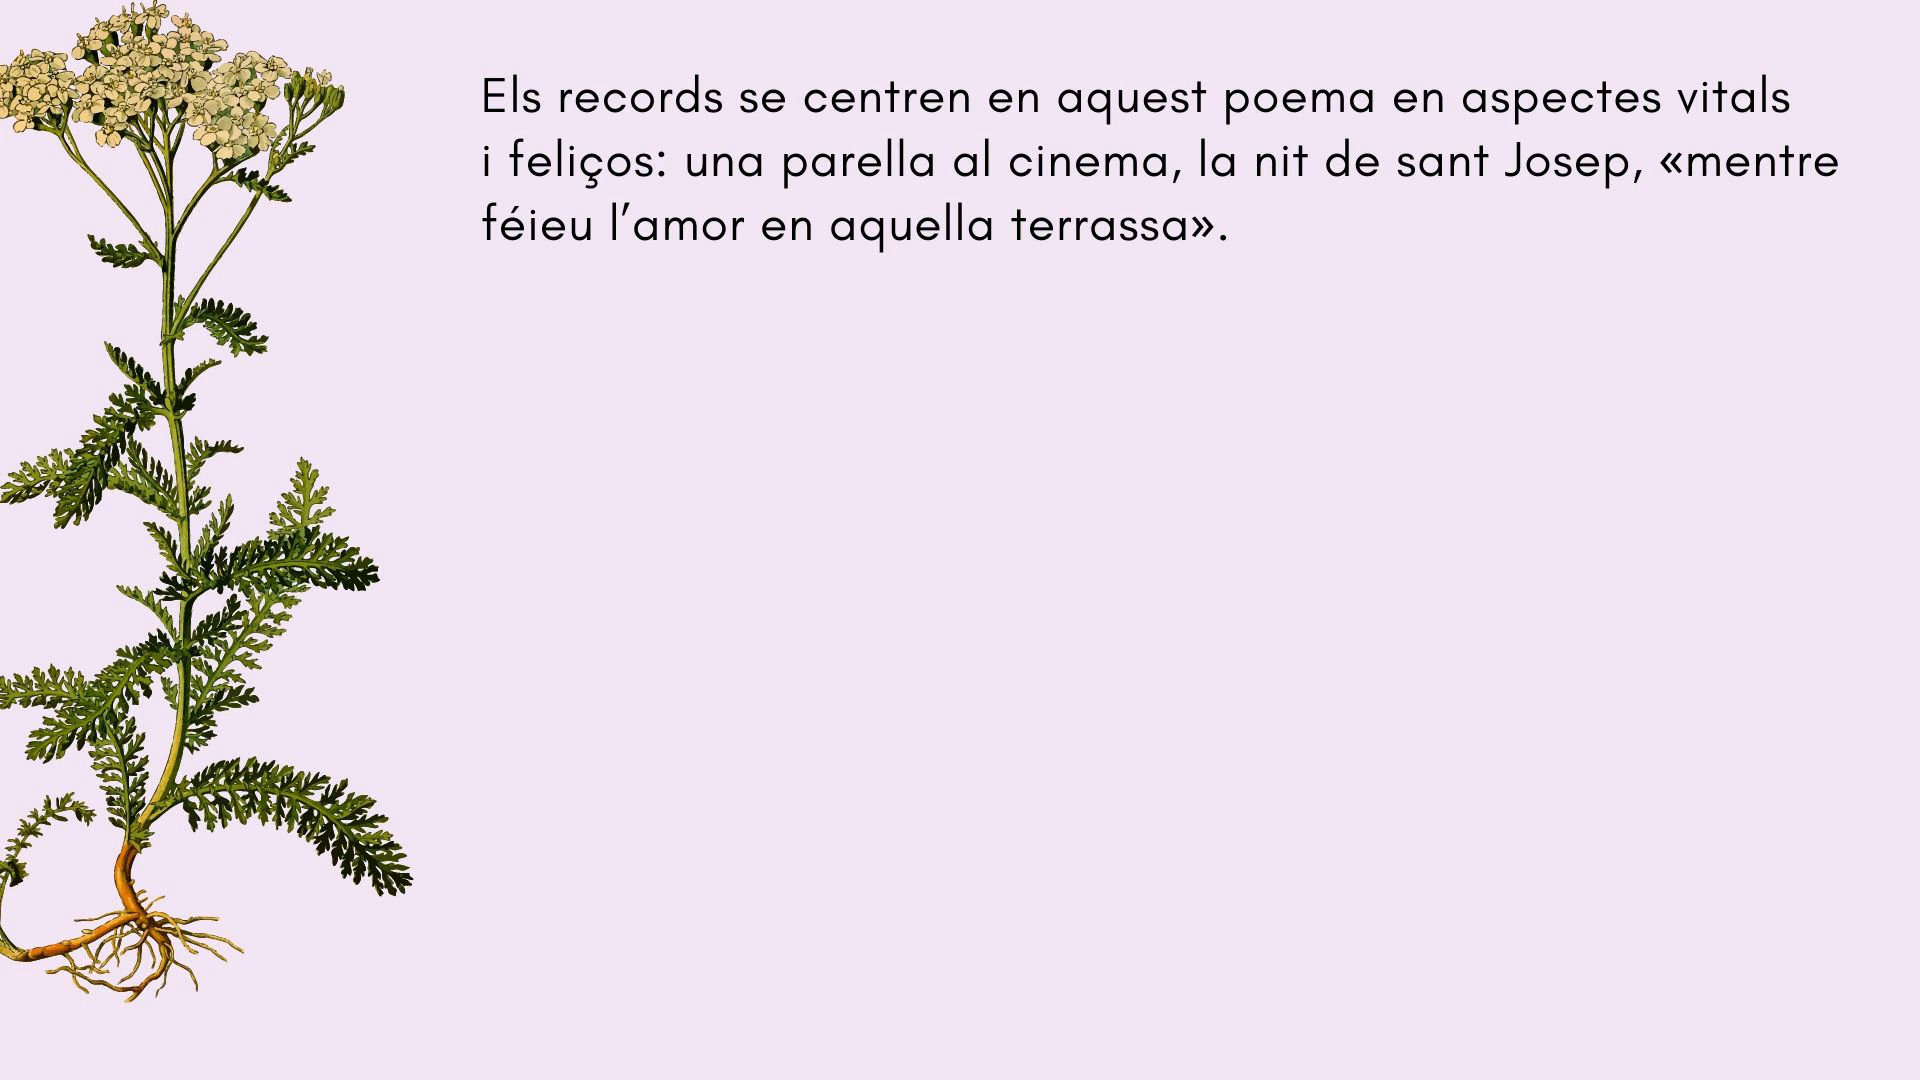 Els records se centren en aquest poema en aspectes vitals
i feliços: una parella al cinema, la nit de sant Josep, «mentre
féieu l’amor en aquella terrassa».